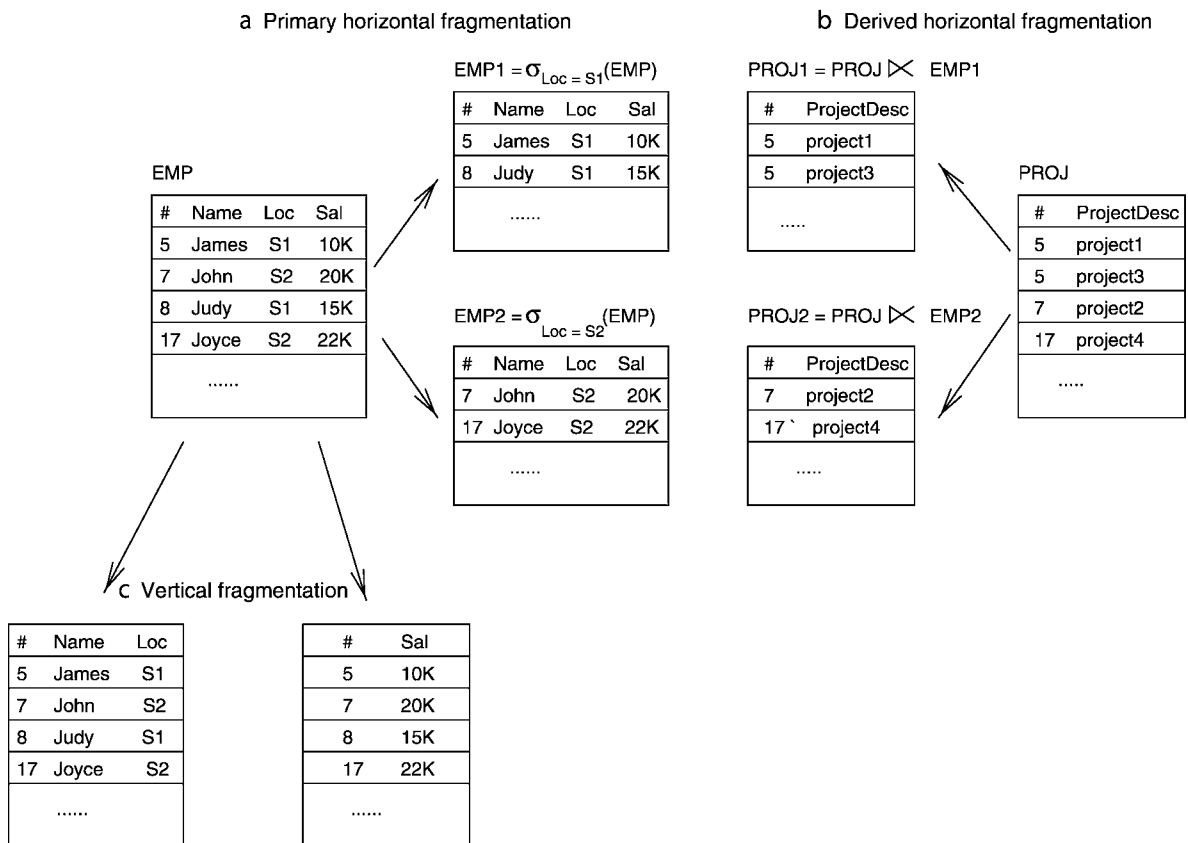 a Primary horizontal fragmentation
b Derived horizontal fragmentation
EMP1 = σ Loc = S1 (EMP)
# Name Loc Sal
5 James S1 10K
8 Judy S1 15K
......
PROJ1 = PROJ ⋉ EMP1
# ProjectDesc
5 project1
5 project3
.....
EMP
# Name Loc Sal
5 James S1 10K
7 John S2 20K
8 Judy S1 15K
17 Joyce S2 22K
......
PROJ
# ProjectDesc
5 project1
5 project3
7 project2
17 project4
.....
EMP2 = σ Loc = S2 (EMP)
# Name Loc Sal
7 John S2 20K
17 Joyce S2 22K
......
PROJ2 = PROJ ⋉ EMP2
# ProjectDesc
7 project2
17 ` project4
.....
c Vertical fragmentation
# Name Loc
5 James S1
7 John S2
8 Judy S1
17 Joyce S2
......
# Sal
5 10K
7 20K
8 15K
17 22K
......